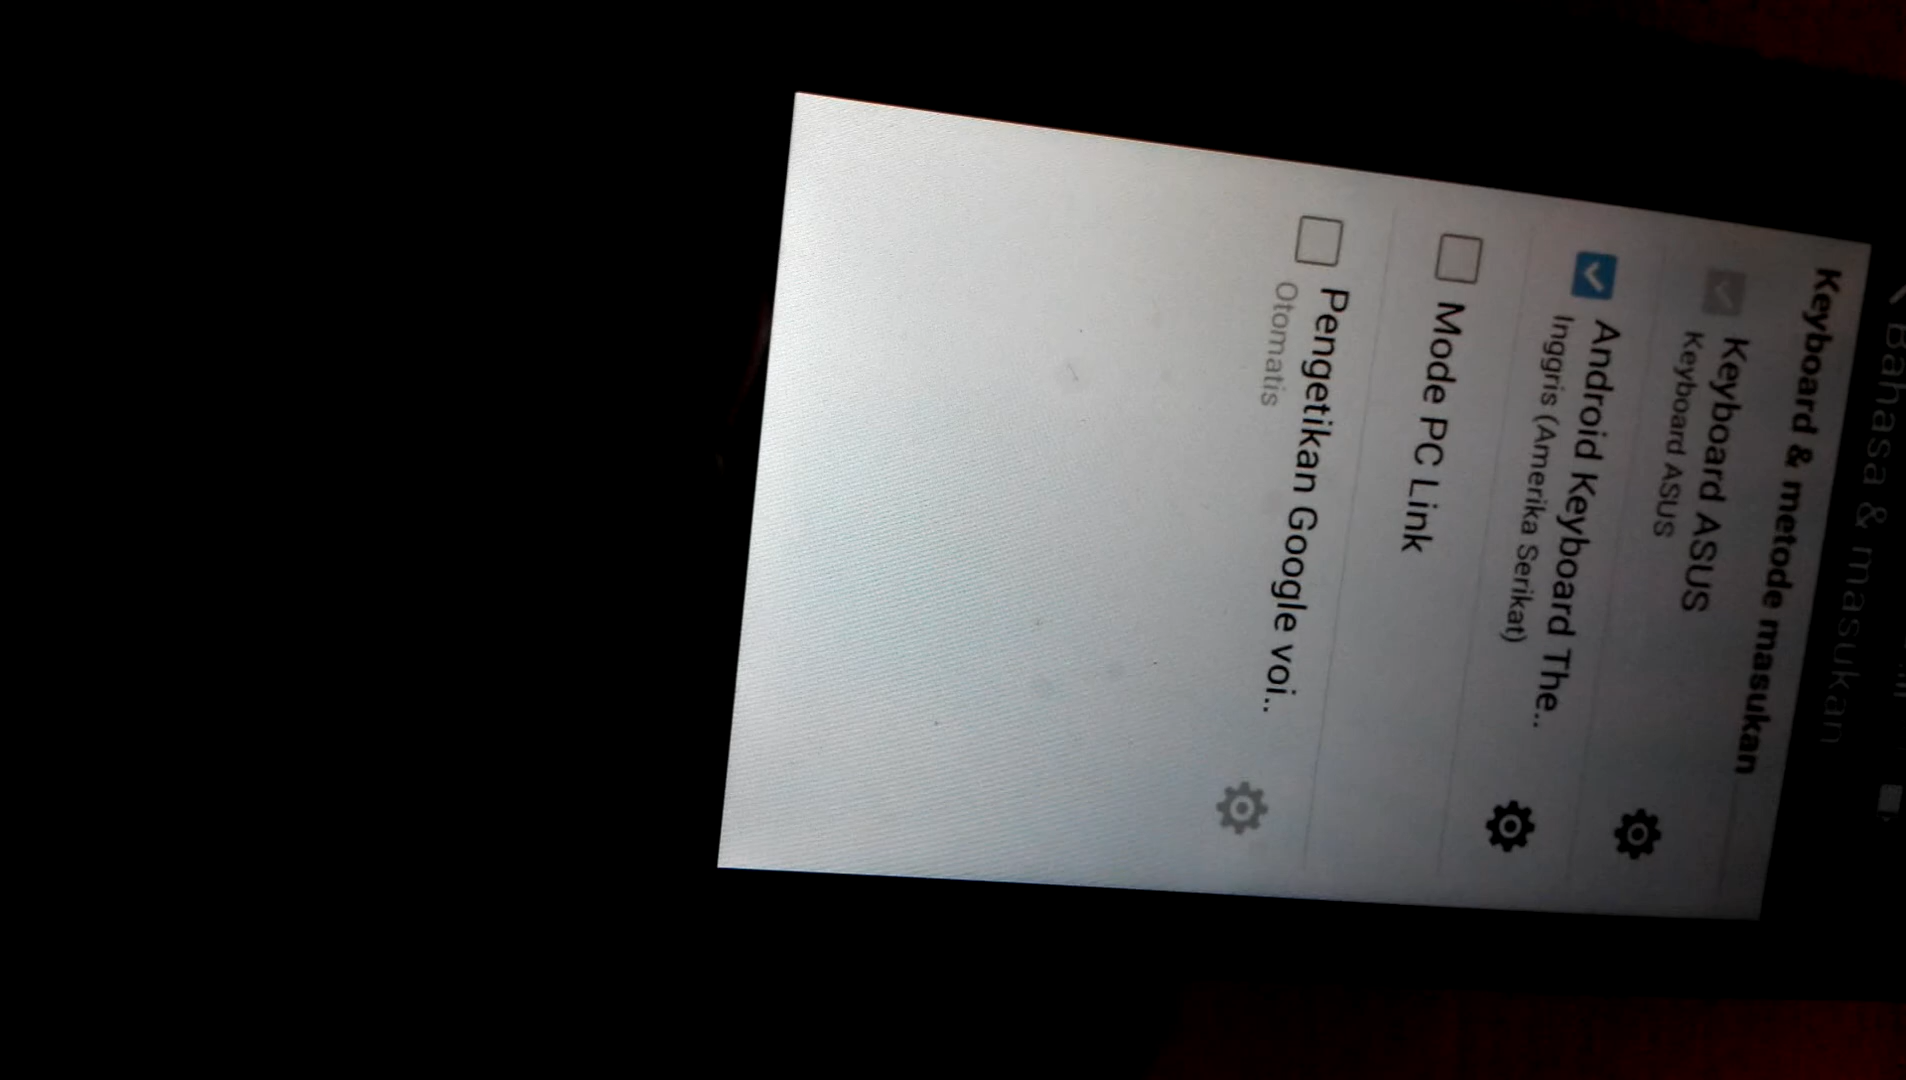 Bahasa & masukan
Keyboard & metode masukan
Keyboard ASUS
Keyboard ASUS
Android Keyboard The..
Inggris (Amerika Serikat)
Mode PC Link
Pengetikan Google voi..
Otomatis